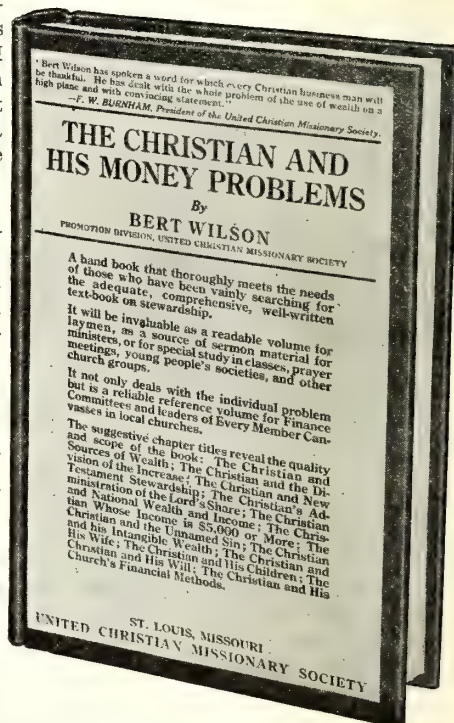 "Bert Wilson has spoken a word for which every Christian business man will
be thankful. He has dealt with the whole problem of the use of wealth on a
high plane and with convincing statement."
—F. W. BURNHAM, President of the United Christian Missionary Society.
THE CHRISTIAN AND
HIS MONEY PROBLEMS
By
BERT WILSON
PROMOTION DIVISION, UNITED CHRISTIAN MISSIONARY SOCIETY
A hand book that thoroughly meets the needs
of those who have been vainly searching for
the adequate, comprehensive, well-written
text-book on stewardship.
It will be invaluable as a readable volume for
laymen, as a source of sermon material for
ministers, or for special study in classes, prayer
meetings, young people's societies, and other
church groups.
It not only deals with the individual problem
but is a reliable reference volume for Finance
Committees and leaders of Every Member Can-
vasses in local churches.
The suggestive chapter titles reveal the quality
and scope of the book: The Christian and
Sources of Wealth; The Christian and the Di-
vision of the Increase; The Christian and New
Testament Stewardship; The Christian's Ad-
ministration of the Lord's Share; The Christian
and National Wealth and Income; The Chris-
tian Whose Income is $5,000 or More; The
Christian and the Unnamed Sin; The Christian
and his Intangible Wealth; The Christian and
His Wife; The Christian and His Children; The
Christian and His Will; The Christian and His
Church's Financial Methods.
ST. LOUIS, MISSOURI
UNITED CHRISTIAN MISSIONARY SOCIETY